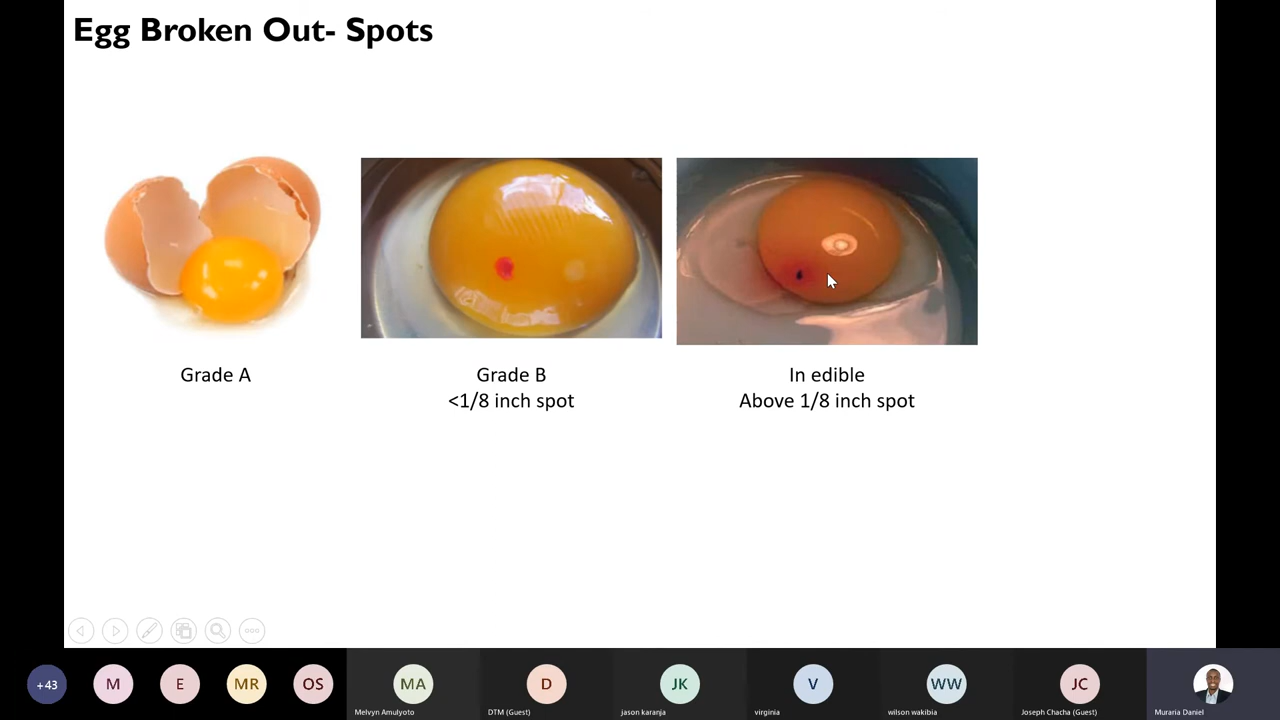 Egg Broken Out- Spots
Grade A
Grade B
<1/8 inch spot
In edible
Above 1/8 inch spot
+43
M
E
MR
OS
MA
D
JK
V
WW
JC
Melvyn Amulyoto
DTM (Guest)
jason karanja
virginia
wilson wakibia
Joseph Chacha (Guest)
Muraria Daniel